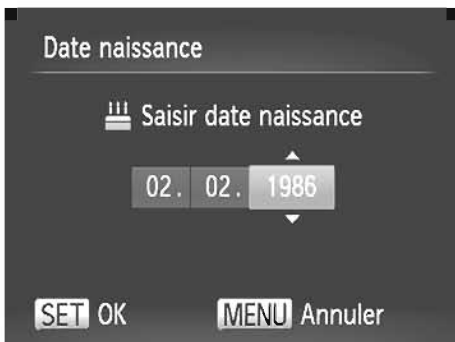 Date naissance
Saisir date naissance
02. 02. 1986
SET OK MENU Annuler